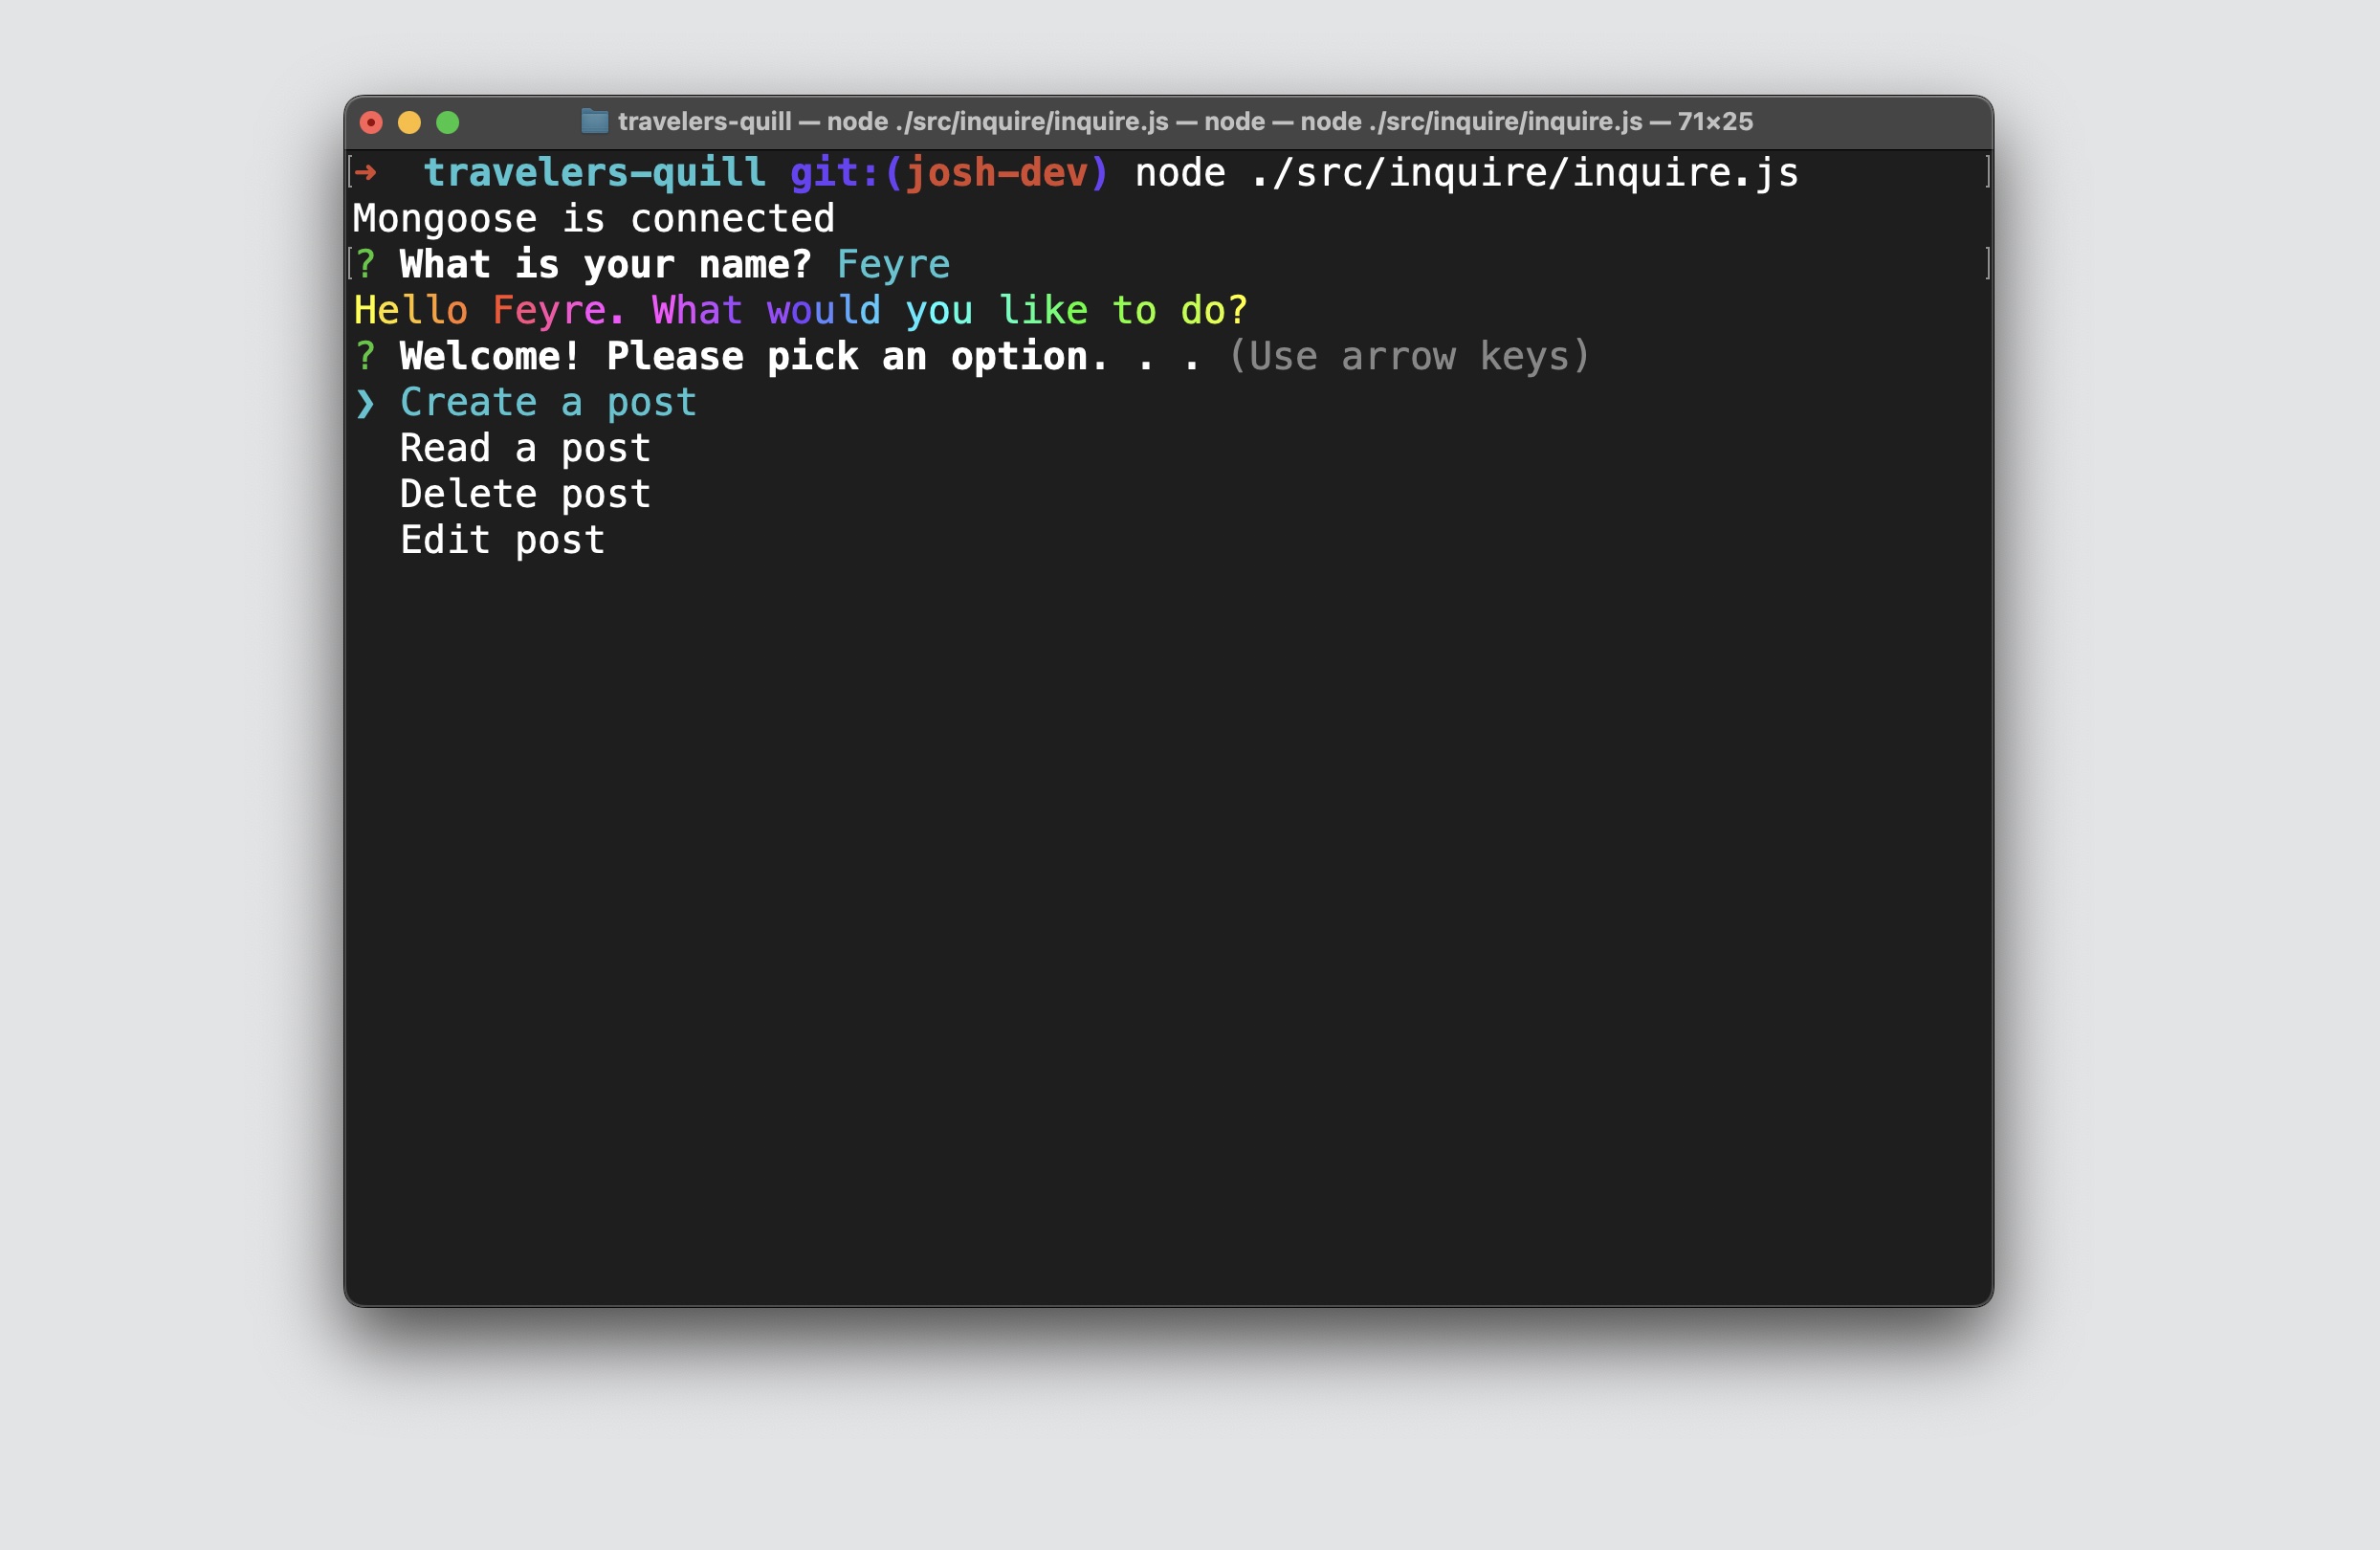 travelers-quill — node ./src/inquire/inquire.js — node — node ./src/inquire/inquire.js — 71×25
➜  travelers-quill git:(josh-dev) node ./src/inquire/inquire.js
Mongoose is connected
? What is your name? Feyre
Hello Feyre. What would you like to do?
? Welcome! Please pick an option. . . (Use arrow keys)
❯ Create a post
  Read a post
  Delete post
  Edit post